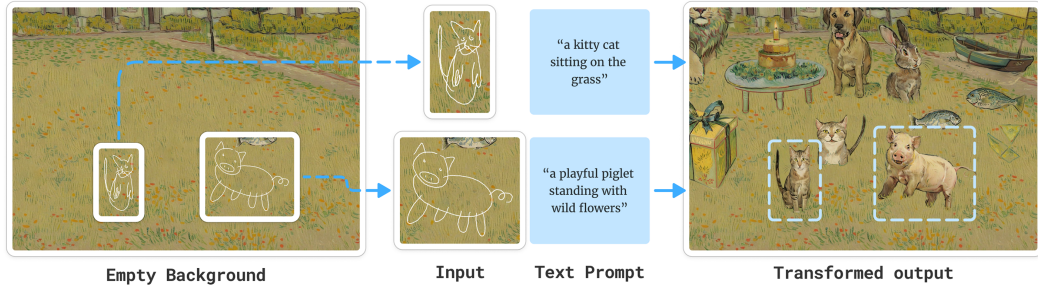 “a kitty cat
sitting on the
grass”
“a playful piglet
standing with
wild flowers”
Empty Background
Input
Text Prompt
Transformed output